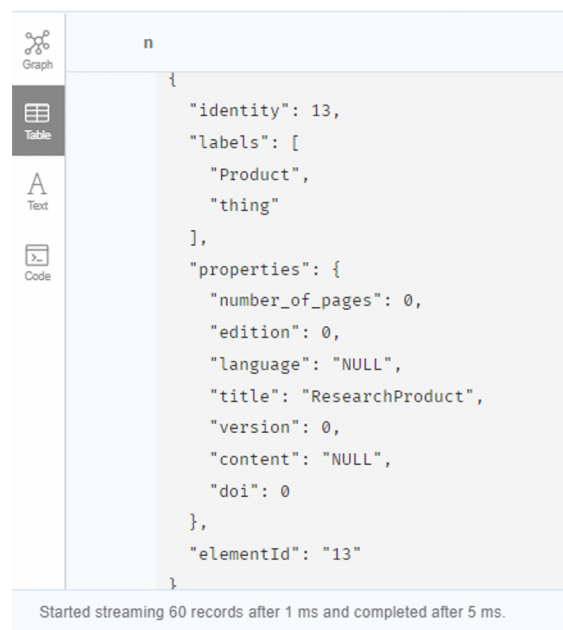 Graph
Table
Text
Code
n
{
"identity": 13,
"labels": [
"Product",
"thing"
],
"properties": {
"number_of_pages": 0,
"edition": 0,
"language": "NULL",
"title": "ResearchProduct",
"version": 0,
"content": "NULL",
"doi": 0
},
"elementId": "13"
}
Started streaming 60 records after 1 ms and completed after 5 ms.